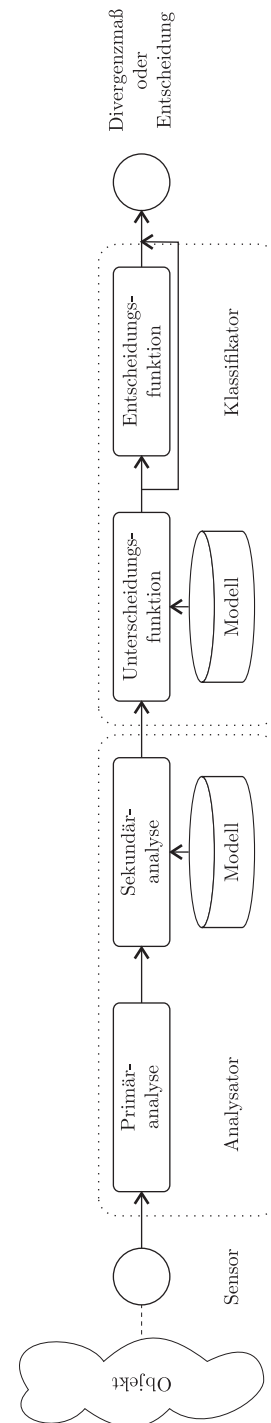 Objekt
Sensor
Primär-
analyse
Analysator
Sekundär-
analyse
Modell
Unterscheidungs-
funktion
Modell
Entscheidungs-
funktion
Klassifikator
Divergenzmaß
oder
Entscheidung